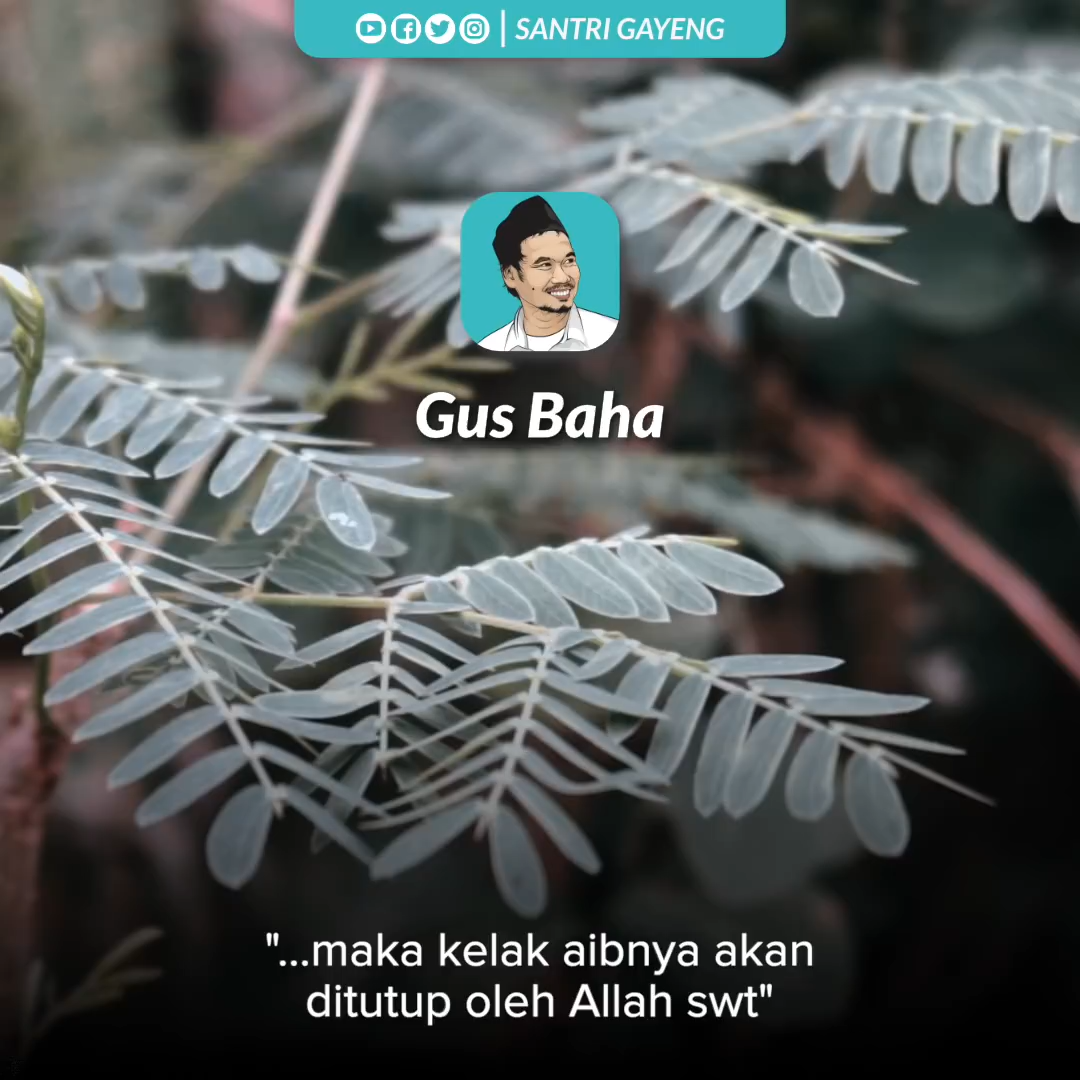 | SANTRI GAYENG
Gus Baha
"...maka kelak aibnya akan
ditutup oleh Allah swt"